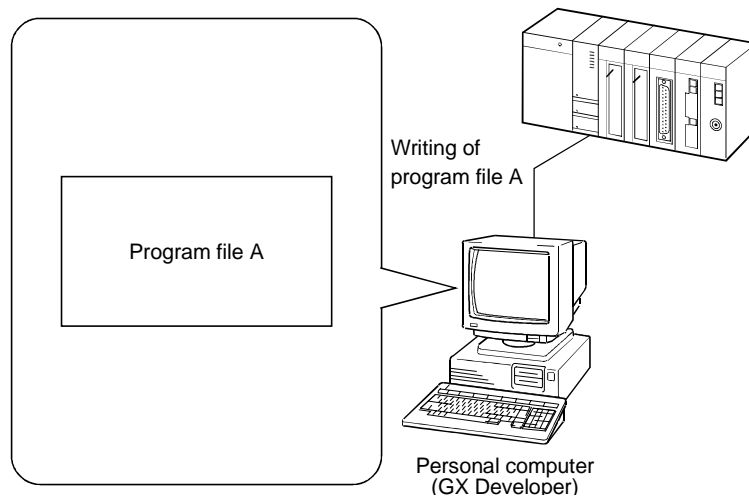 Writing of
program file A
Program file A
Personal computer
(GX Developer)